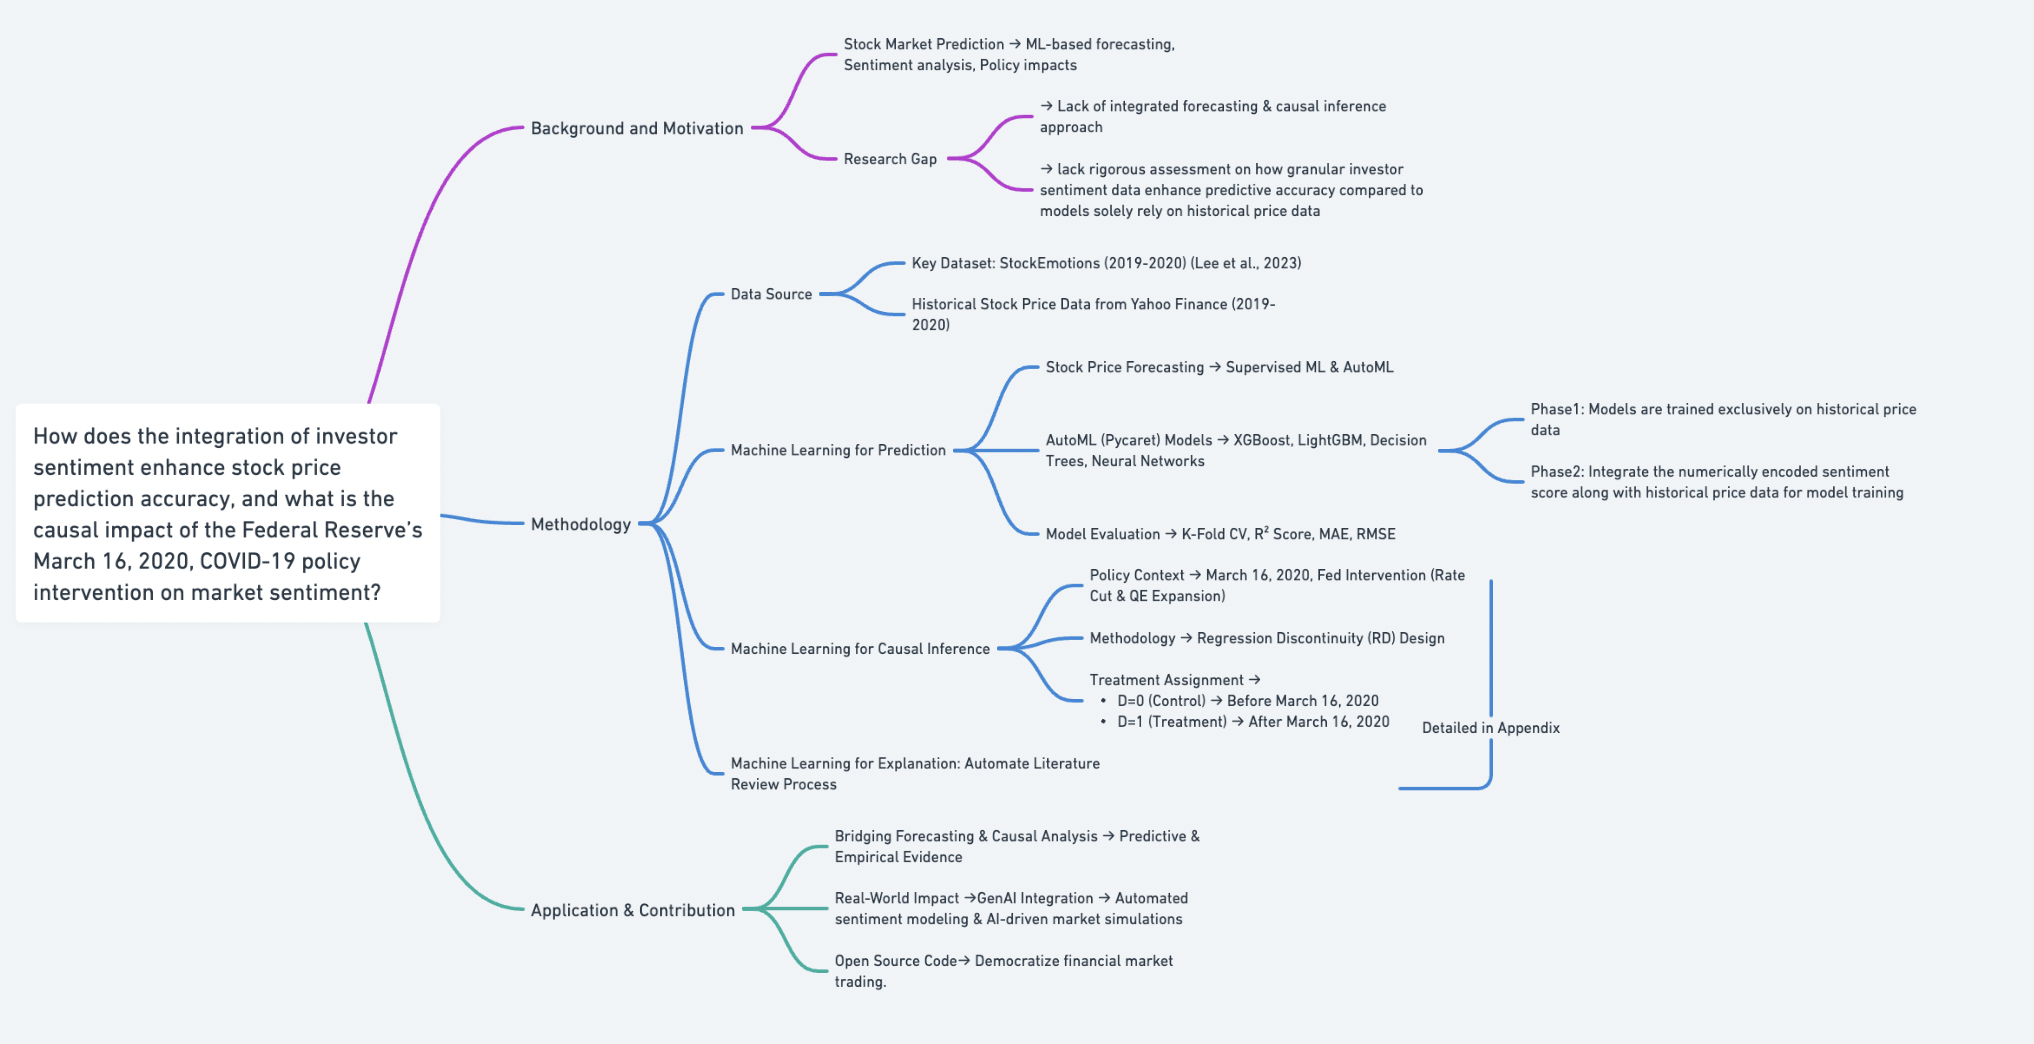 Stock Market Prediction → ML-based forecasting,
Sentiment analysis, Policy impacts
Background and Motivation
→ Lack of integrated forecasting & causal inference
approach
Research Gap
→ lack rigorous assessment on how granular investor
sentiment data enhance predictive accuracy compared to
models solely rely on historical price data
How does the integration of investor
sentiment enhance stock price
prediction accuracy, and what is the
causal impact of the Federal Reserve’s
March 16, 2020, COVID-19 policy
intervention on market sentiment?
Methodology
Data Source
Key Dataset: StockEmotions (2019-2020) (Lee et al., 2023)
Historical Stock Price Data from Yahoo Finance (2019-
2020)
Machine Learning for Prediction
Stock Price Forecasting → Supervised ML & AutoML
AutoML (Pycaret) Models → XGBoost, LightGBM, Decision
Trees, Neural Networks
Phase1: Models are trained exclusively on historical price
data
Phase2: Integrate the numerically encoded sentiment
score along with historical price data for model training
Model Evaluation → K-Fold CV, R² Score, MAE, RMSE
Machine Learning for Causal Inference
Policy Context → March 16, 2020, Fed Intervention (Rate
Cut & QE Expansion)
Methodology → Regression Discontinuity (RD) Design
Treatment Assignment →
• D=0 (Control) → Before March 16, 2020
• D=1 (Treatment) → After March 16, 2020
Detailed in Appendix
Machine Learning for Explanation: Automate Literature
Review Process
Application & Contribution
Bridging Forecasting & Causal Analysis → Predictive &
Empirical Evidence
Real-World Impact →GenAI Integration → Automated
sentiment modeling & AI-driven market simulations
Open Source Code→ Democratize financial market
trading.